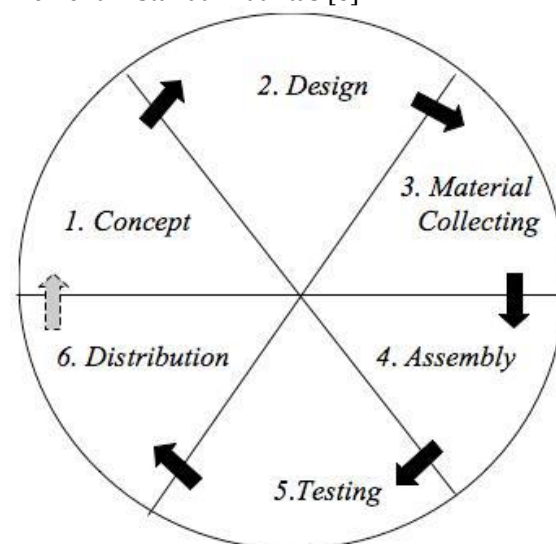 2. Design
3. Material
Collecting
1. Concept
6. Distribution
4. Assembly
5.Testing